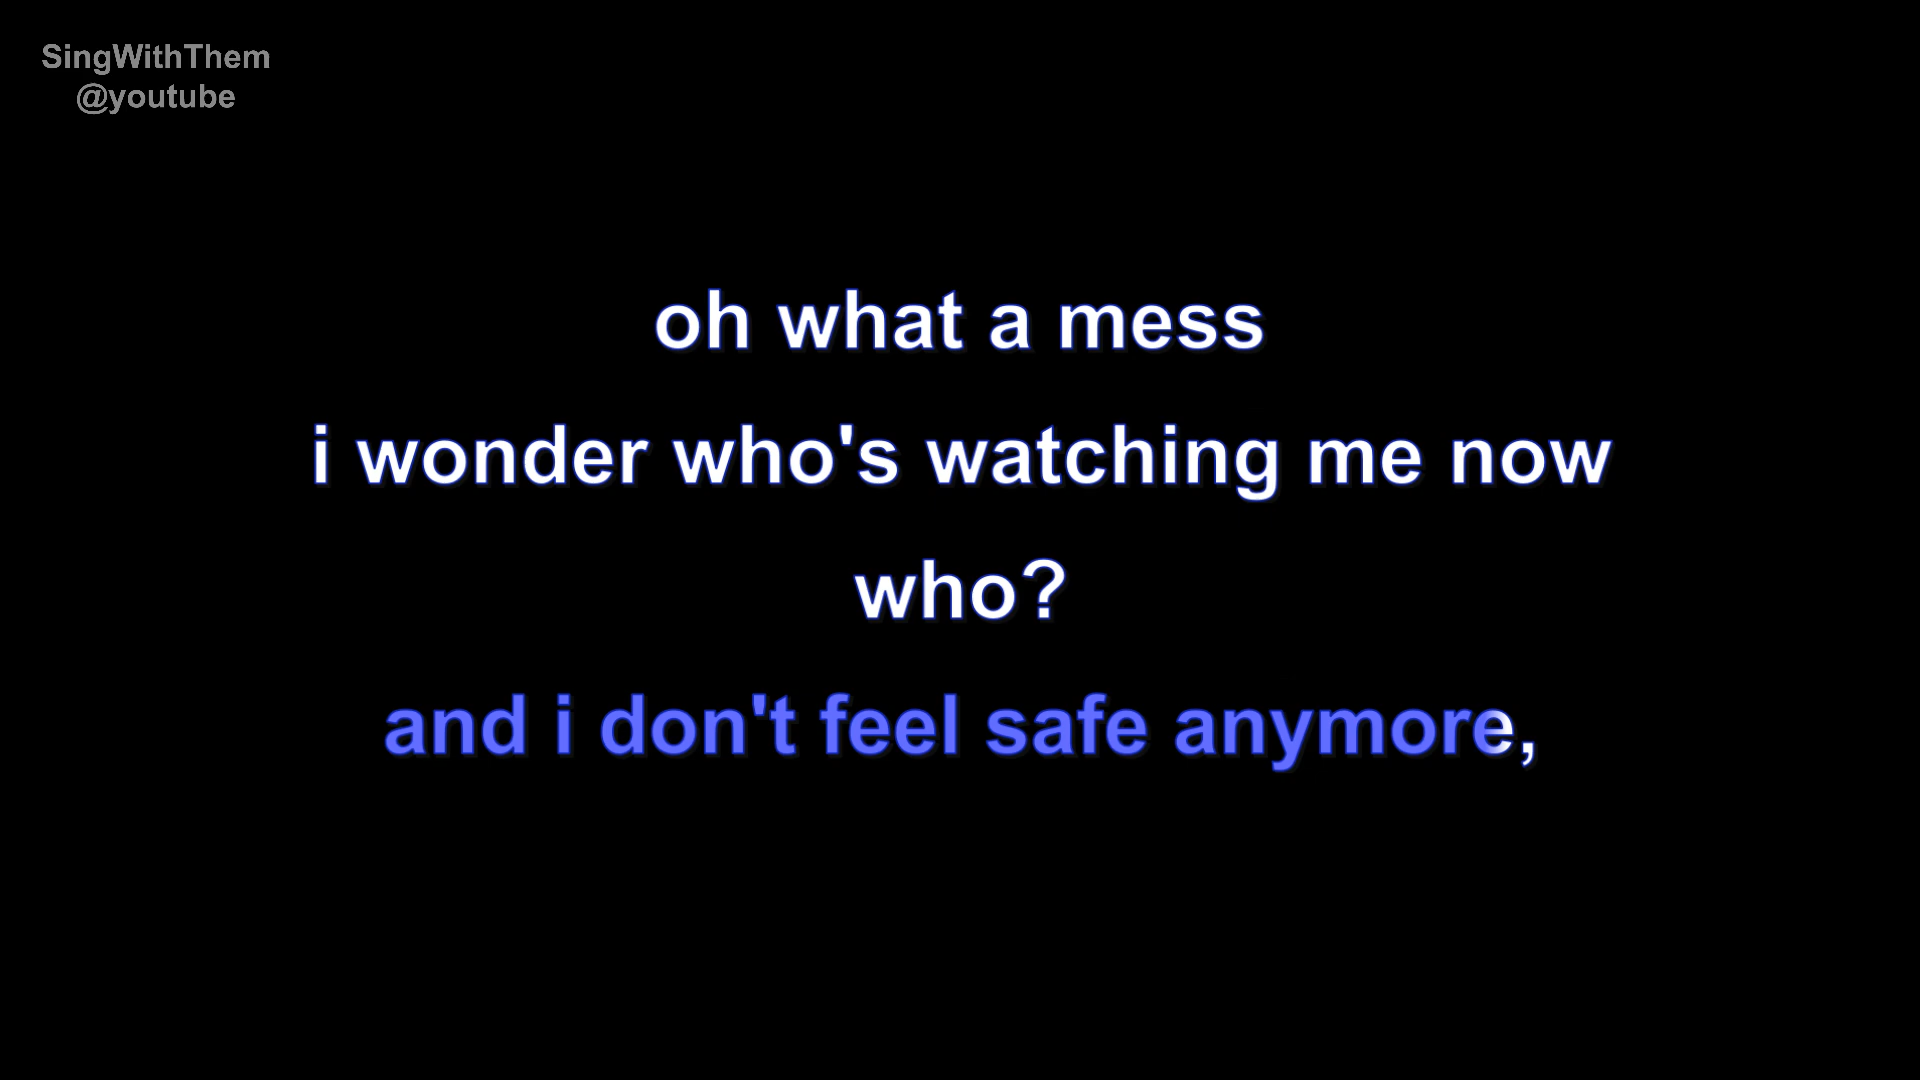 SingWithThem
@youtube
oh what a mess
i wonder who's watching me now
who?
and i don't feel safe anymore,